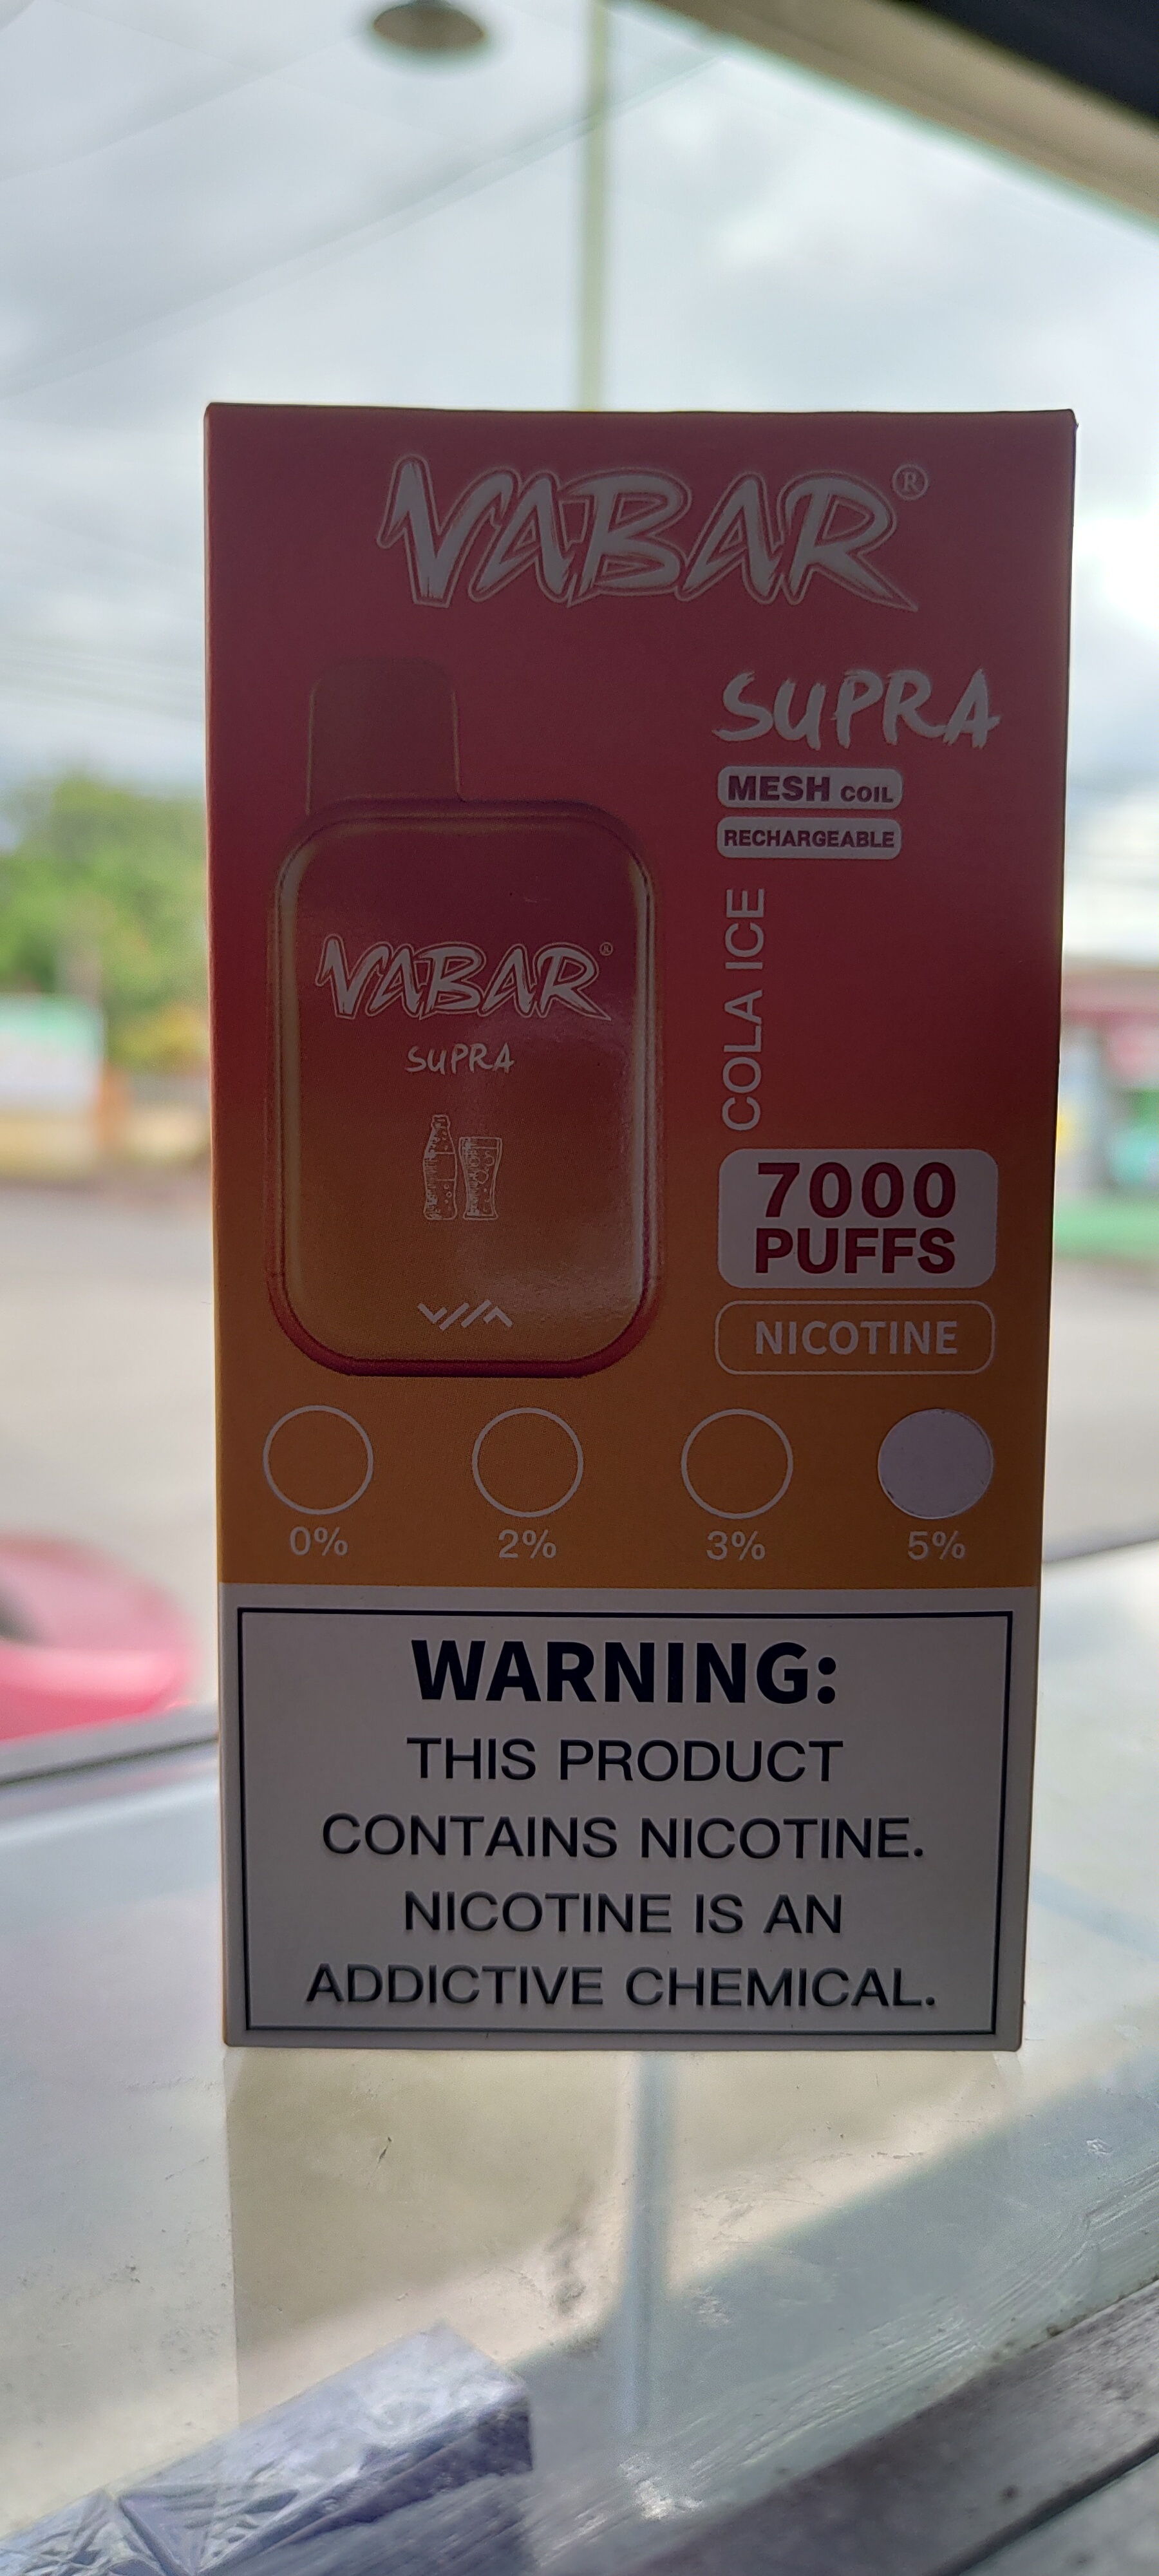 VABAR®
SUPRA
MESH COIL
RECHARGEABLE
COLA ICE
VABAR®
SUPRA
7000
PUFFS
NICOTINE
0% 2% 3% 5%
WARNING:
THIS PRODUCT
CONTAINS NICOTINE.
NICOTINE IS AN
ADDICTIVE CHEMICAL.